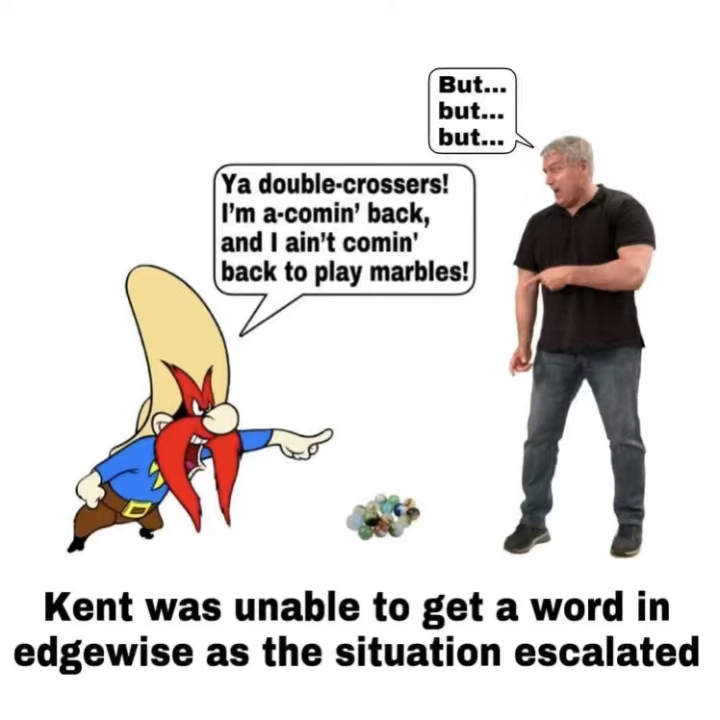 But...
but...
but...
Ya double-crossers!
I'm a-comin' back,
and I ain't comin'
back to play marbles!
Kent was unable to get a word in
edgewise as the situation escalated